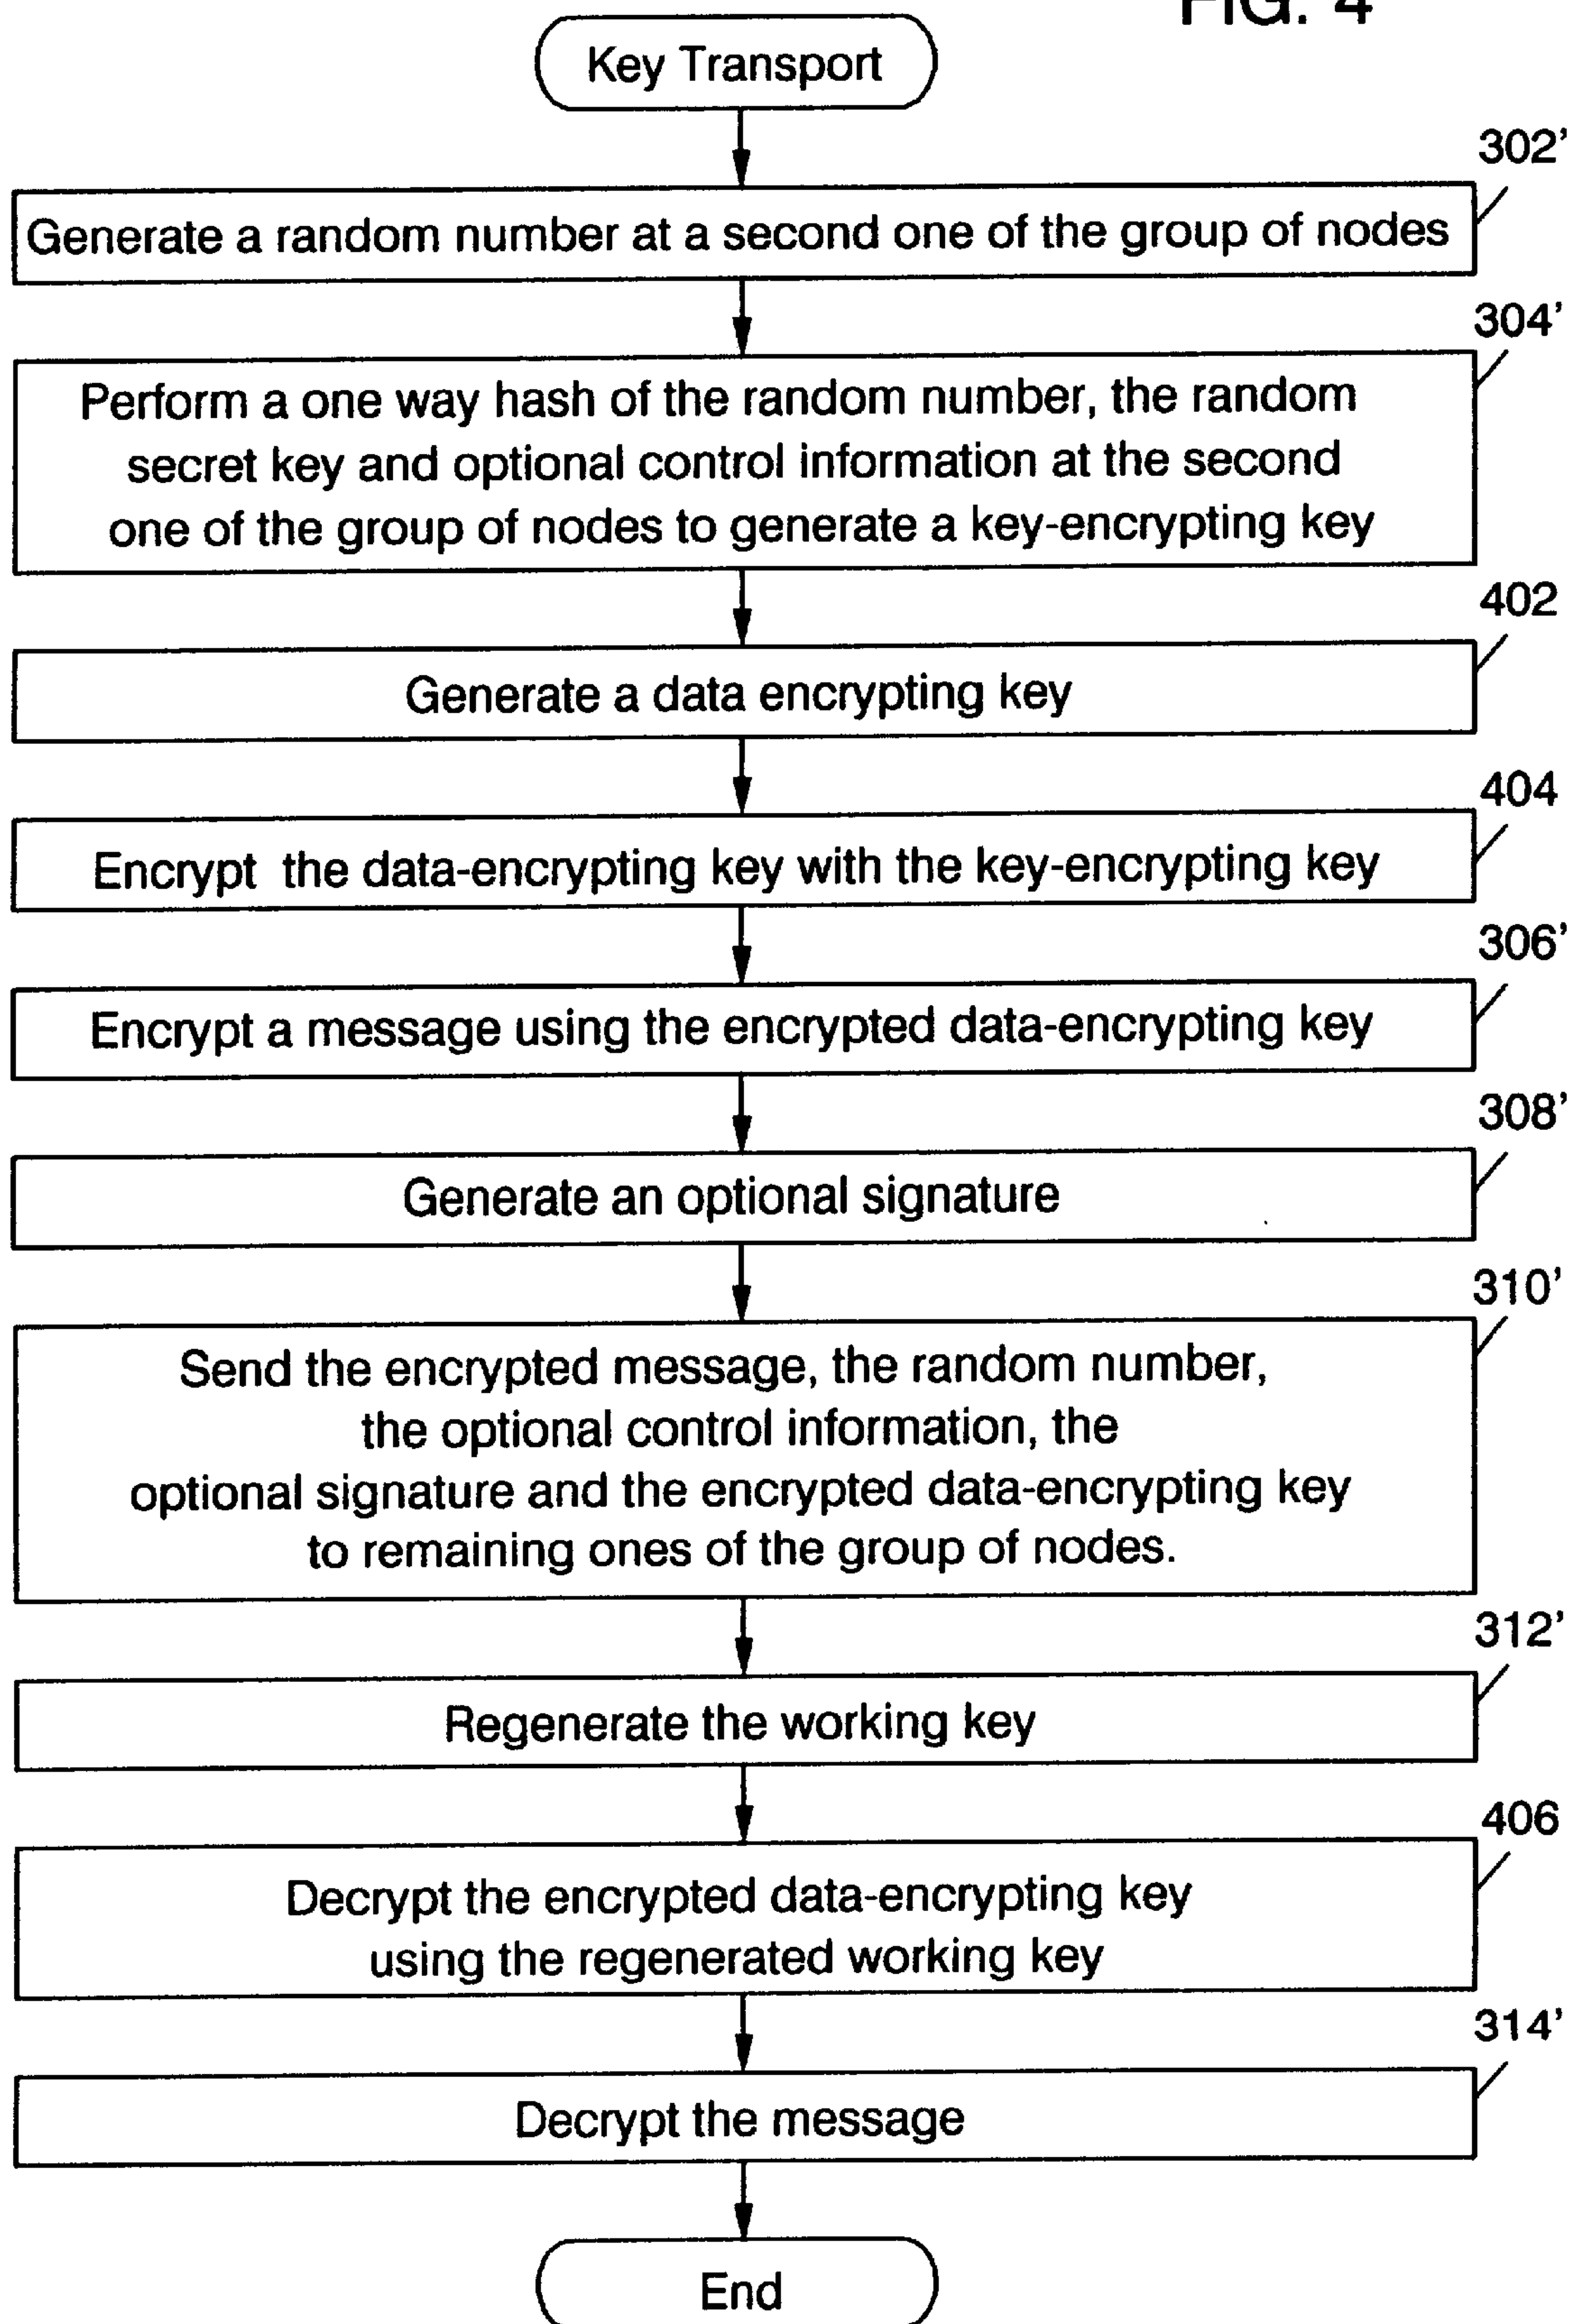 FIG. 4
Key Transport
302'
Generate a random number at a second one of the group of nodes
304'
Perform a one way hash of the random number, the random
secret key and optional control information at the second
one of the group of nodes to generate a key-encrypting key
402
Generate a data encrypting key
404
Encrypt the data-encrypting key with the key-encrypting key
306'
Encrypt a message using the encrypted data-encrypting key
308'
Generate an optional signature
310'
Send the encrypted message, the random number,
the optional control information, the
optional signature and the encrypted data-encrypting key
to remaining ones of the group of nodes.
312'
Regenerate the working key
406
Decrypt the encrypted data-encrypting key
using the regenerated working key
314'
Decrypt the message
End